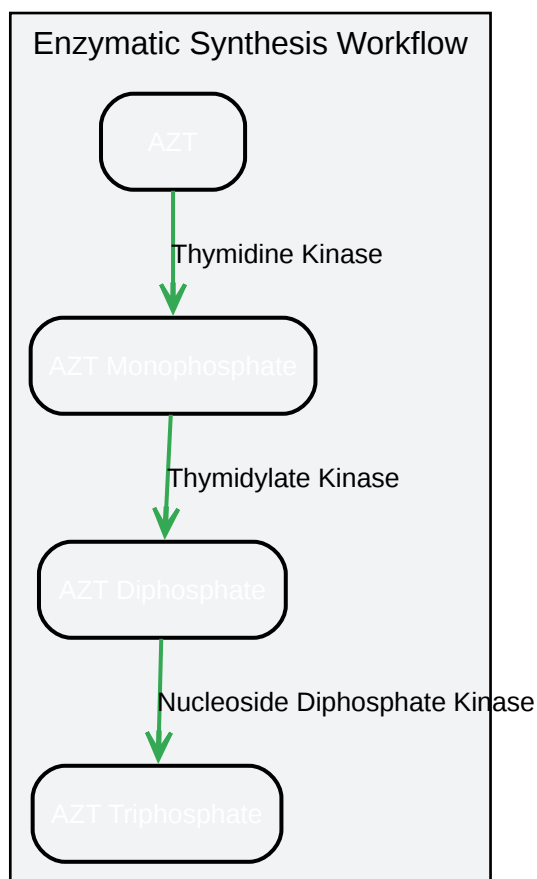 Enzymatic Synthesis Workflow
AZT
Thymidine Kinase
AZT Monophosphate
Thymidylate Kinase
AZT Diphosphate
Nucleoside Diphosphate Kinase
AZT Triphosphate